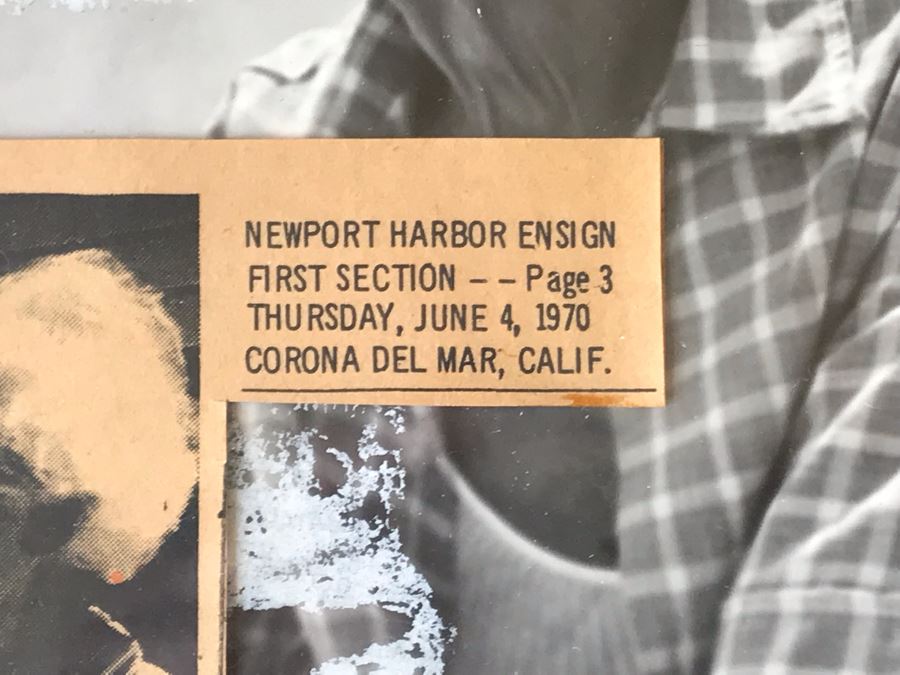 NEWPORT HARBOR ENSIGN
FIRST SECTION -- Page 3
THURSDAY, JUNE 4, 1970
CORONA DEL MAR, CALIF.